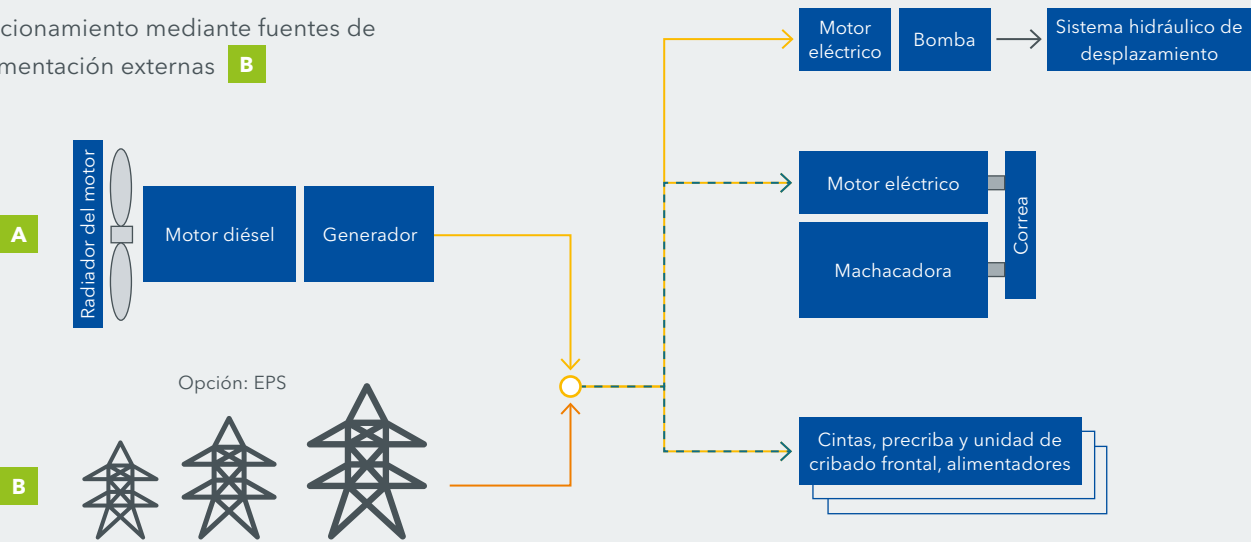 cionamiento mediante fuentes de
mentación externas B
Motor
eléctrico
Bomba
Sistema hidráulico de
desplazamiento
A
Radiador del motor
Motor diésel
Generador
Motor eléctrico
Machacadora
Correa
Opción: EPS
B
Cintas, precriba y unidad de
cribado frontal, alimentadores